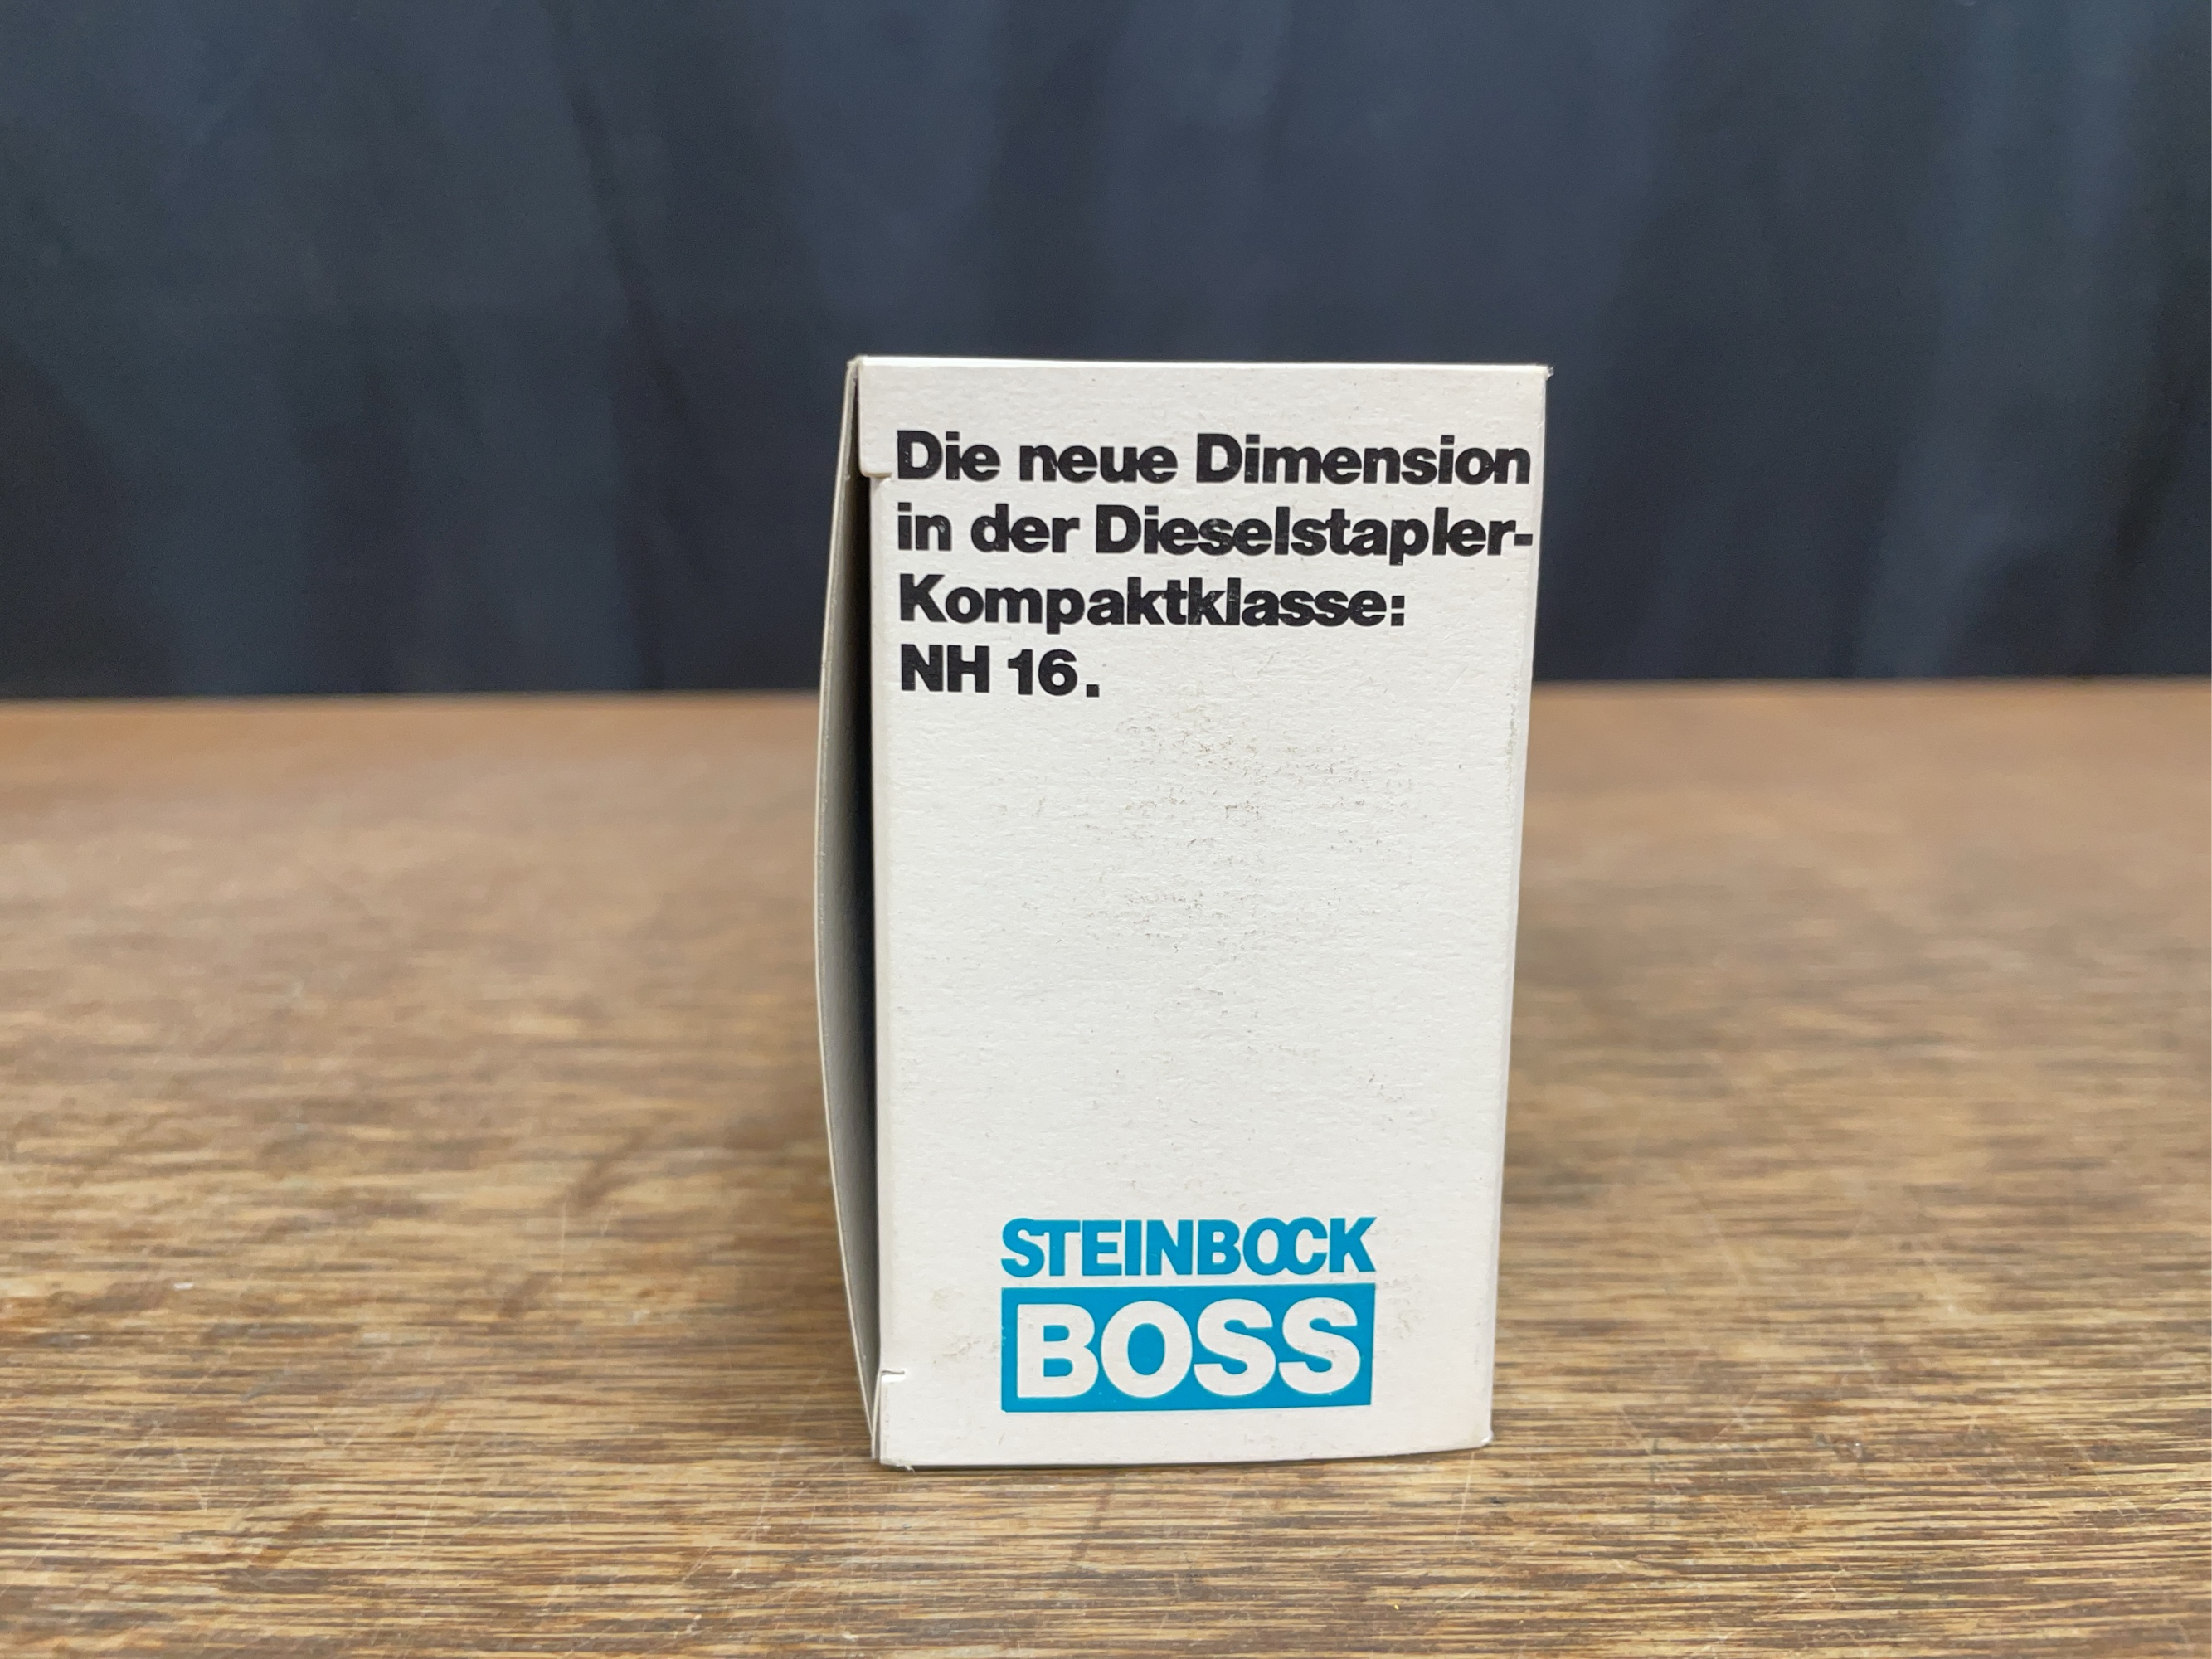 Die neue Dimension
in der Dieselstapler-
Kompaktklasse:
NH 16.
STEINBOCK
BOSS